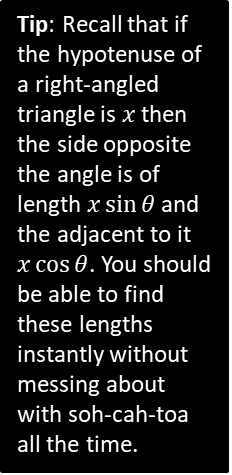 Tip: Recall that if
the hypotenuse of
a right-angled
triangle is 𝑥 then
the side opposite
the angle is of
length 𝑥 sin 𝜃 and
the adjacent to it
𝑥 cos 𝜃. You should
be able to find
these lengths
instantly without
messing about
with soh-cah-toa
all the time.